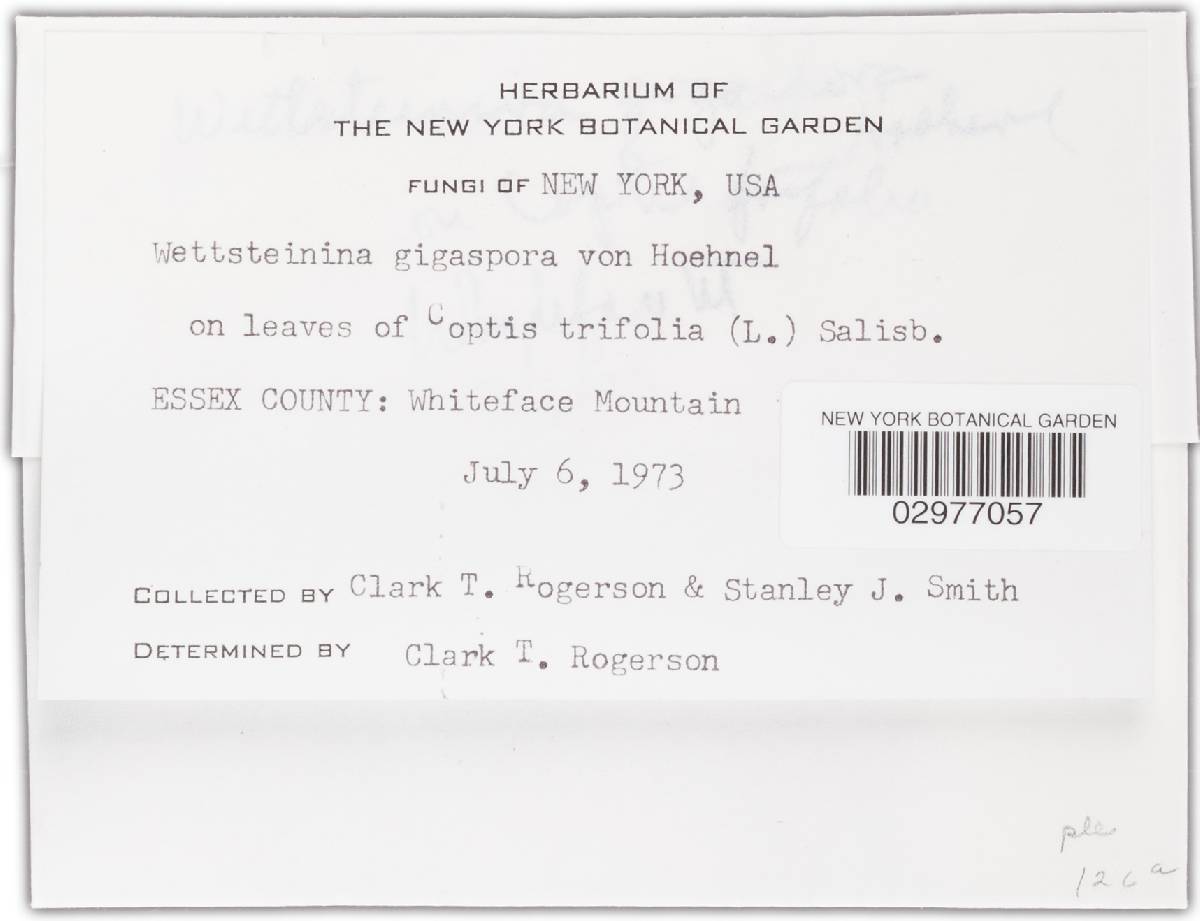 HERBARIUM OF
THE NEW YORK BOTANICAL GARDEN
FUNGI OF NEW YORK, USA
Wettsteinina gigaspora von Hoehnel
on leaves of Coptis trifolia (L.) Salisb.
ESSEX COUNTY: Whiteface Mountain
July 6, 1973
NEW YORK BOTANICAL GARDEN
02977057
COLLECTED BY Clark T. Rogerson & Stanley J. Smith
DETERMINED BY Clark T. Rogerson
ple